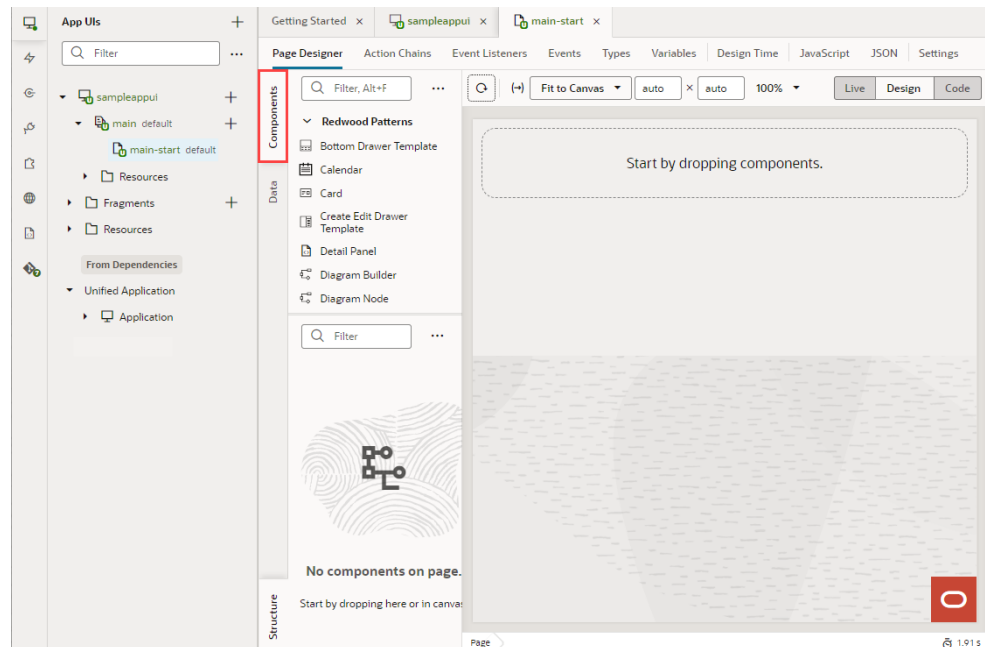 App UIs
Filter
sampleappui
main default
main-start default
Resources
Fragments
Resources
From Dependencies
Unified Application
Application
Getting Started
sampleappui
main-start
Page Designer
Action Chains
Event Listeners
Events
Types
Variables
Design Time
JavaScript
JSON
Settings
Components
Data
Structure
Filter, Alt+F
Redwood Patterns
Bottom Drawer Template
Calendar
Card
Create Edit Drawer
Template
Detail Panel
Diagram Builder
Diagram Node
Filter
No components on page.
Start by dropping here or in canvas
Fit to Canvas
auto × auto
100%
Live
Design
Code
Start by dropping components.
Page
1.91 s